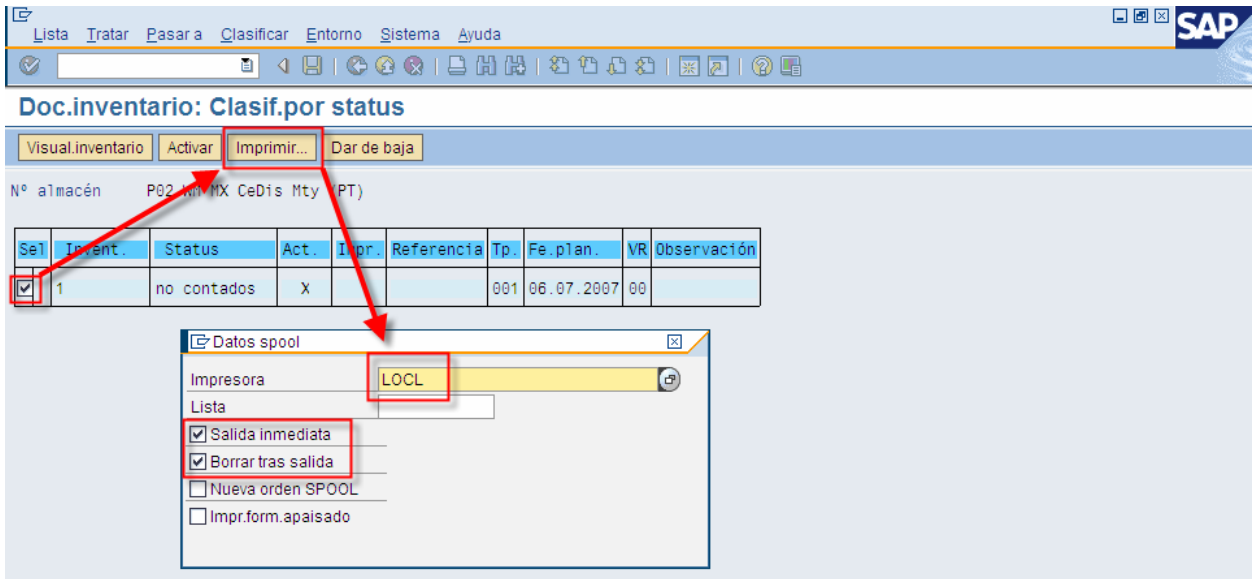 Lista Tratar Pasar a Clasificar Entorno Sistema Ayuda
SAP
Doc.inventario: Clasif.por status
Visual.inventario Activar Imprimir... Dar de baja
Nº almacén P02 WM MX CeDis Mty (PT)
Sel Invent. Status Act. Impr. Referencia Tp. Fe.plan. VR Observación
1 no contados X 001 06.07.2007 00
Datos spool
Impresora LOCL
Lista
Salida inmediata
Borrar tras salida
Nueva orden SPOOL
Impr.form.apaisado